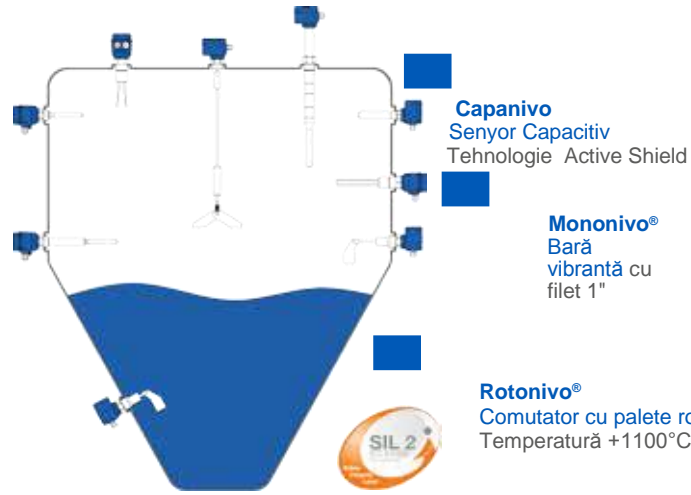 Capanivo
Senyor Capacitiv
Tehnologie Active Shield
Mononivo®
Bară
vibrantă cu
filet 1"
Rotonivo®
Comutator cu palete
Temperatură +1100°C
SIL 2